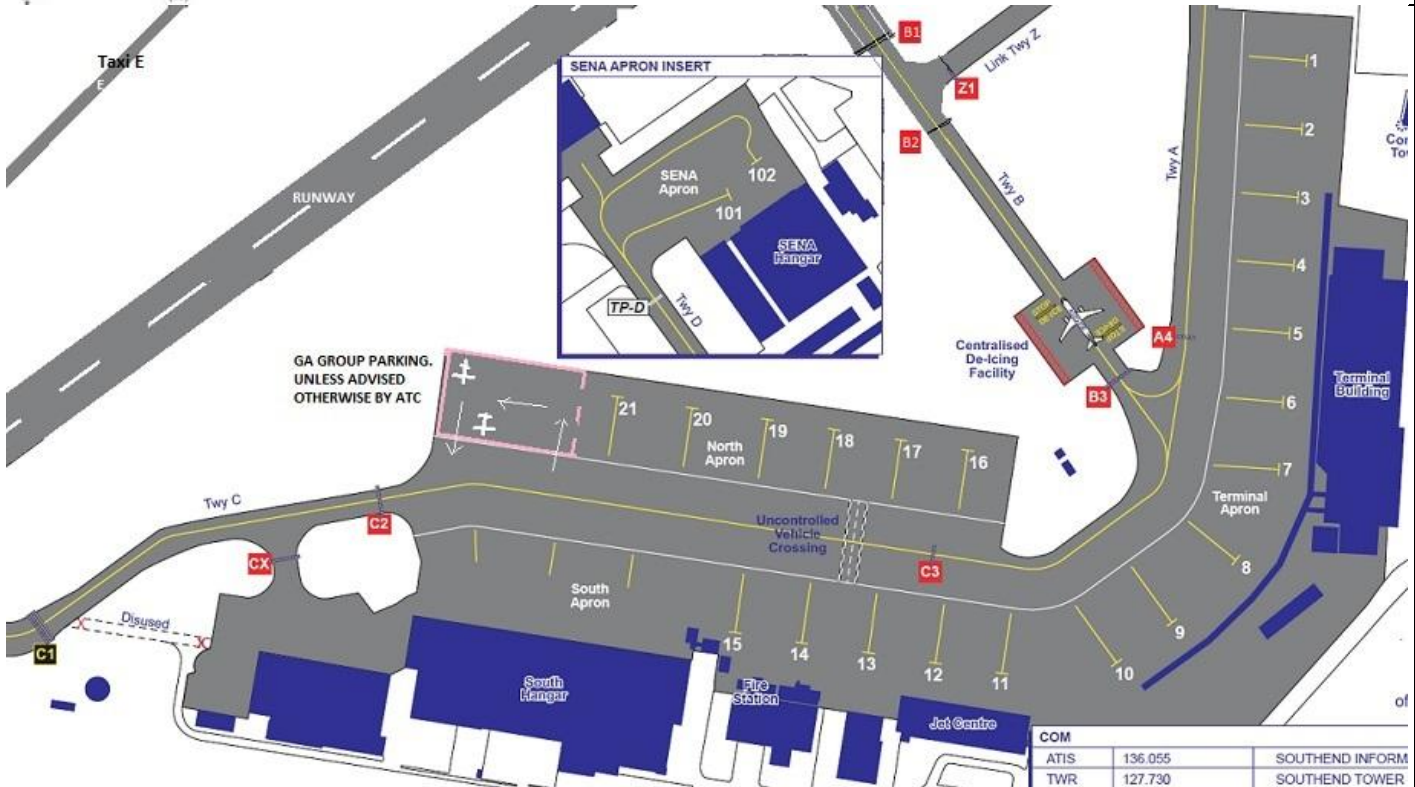 Taxi E
E
RUNWAY
SENA APRON INSERT
SENA
Apron
102
101
SENA
Hangar
TP-D
Twy D
B1
Link Twy Z
Z1
B2
Twy B
Twy A
1
2
3
4
5
6
7
8
9
10
STOP
DEICE
STOP
DEICE
Centralised
De-Icing
Facility
A4
B3
Terminal
Building
Terminal
Apron
GA GROUP PARKING.
UNLESS ADVISED
OTHERWISE BY ATC
21
20
19
18
17
16
North
Apron
Twy C
C2
CX
Uncontrolled
Vehicle
Crossing
C3
South
Apron
Disused
C1
15
14
13
12
11
South
Hangar
Fire
Station
Jet Centre
COM
ATIS 136.055 SOUTHEND INFORM
TWR 127.730 SOUTHEND TOWER